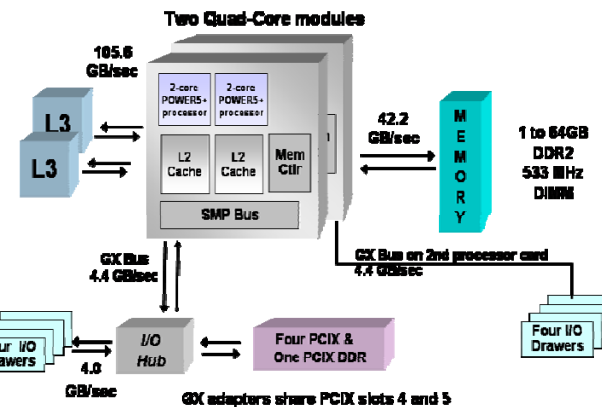 Two Quad-Core modules
105.6
GB/sec
2-core
POWER5+
processor
2-core
POWER5+
processor
L3
L3
L2
Cache
L2
Cache
Mem
Ctlr
SMP Bus
42.2
GB/sec
MEMORY
1 to 64GB
DDR2
533 MHz
DIMM
GX Bus
4.4 GB/sec
GX Bus on 2nd processor card
4.4 GB/sec
I/O
Hub
Four PCIX &
One PCIX DDR
our I/O
rawers
4.0
GB/sec
Four I/O
Drawers
GX adapters share PCIX slots 4 and 5